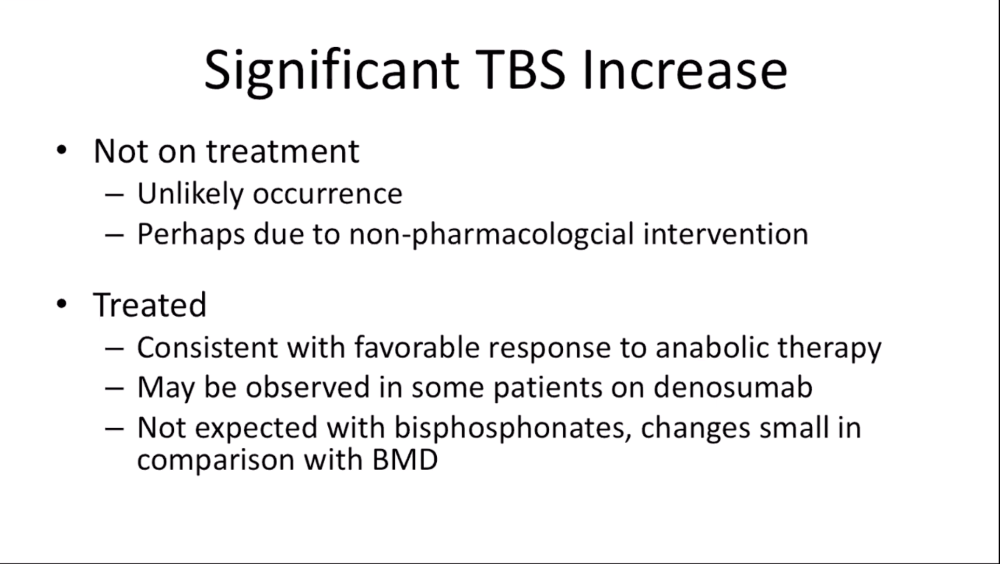 Significant TBS Increase
• Not on treatment
– Unlikely occurrence
– Perhaps due to non-pharmacologcial intervention
• Treated
– Consistent with favorable response to anabolic therapy
– May be observed in some patients on denosumab
– Not expected with bisphosphonates, changes small in
comparison with BMD